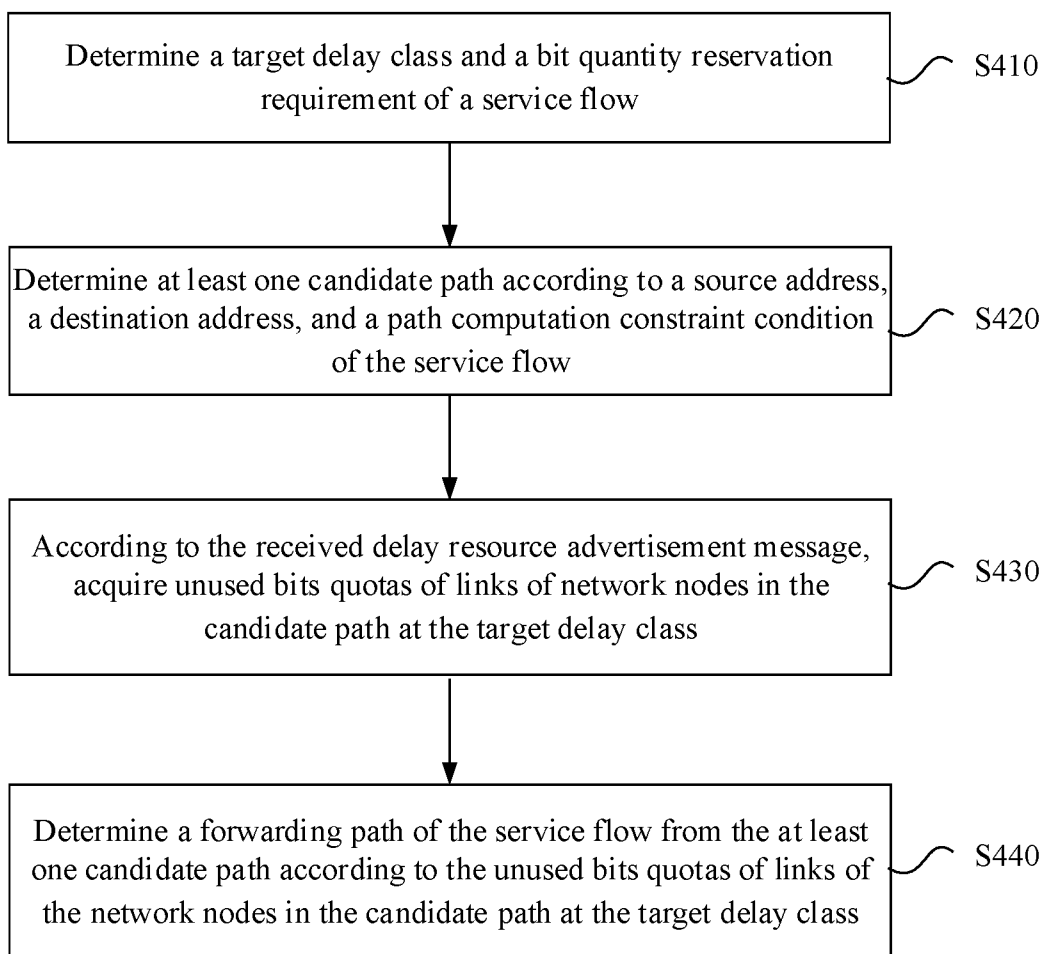 Determine a target delay class and a bit quantity reservation
requirement of a service flow
S410
Determine at least one candidate path according to a source address,
a destination address, and a path computation constraint condition
of the service flow
S420
According to the received delay resource advertisement message,
acquire unused bits quotas of links of network nodes in the
candidate path at the target delay class
S430
Determine a forwarding path of the service flow from the at least
one candidate path according to the unused bits quotas of links of
the network nodes in the candidate path at the target delay class
S440